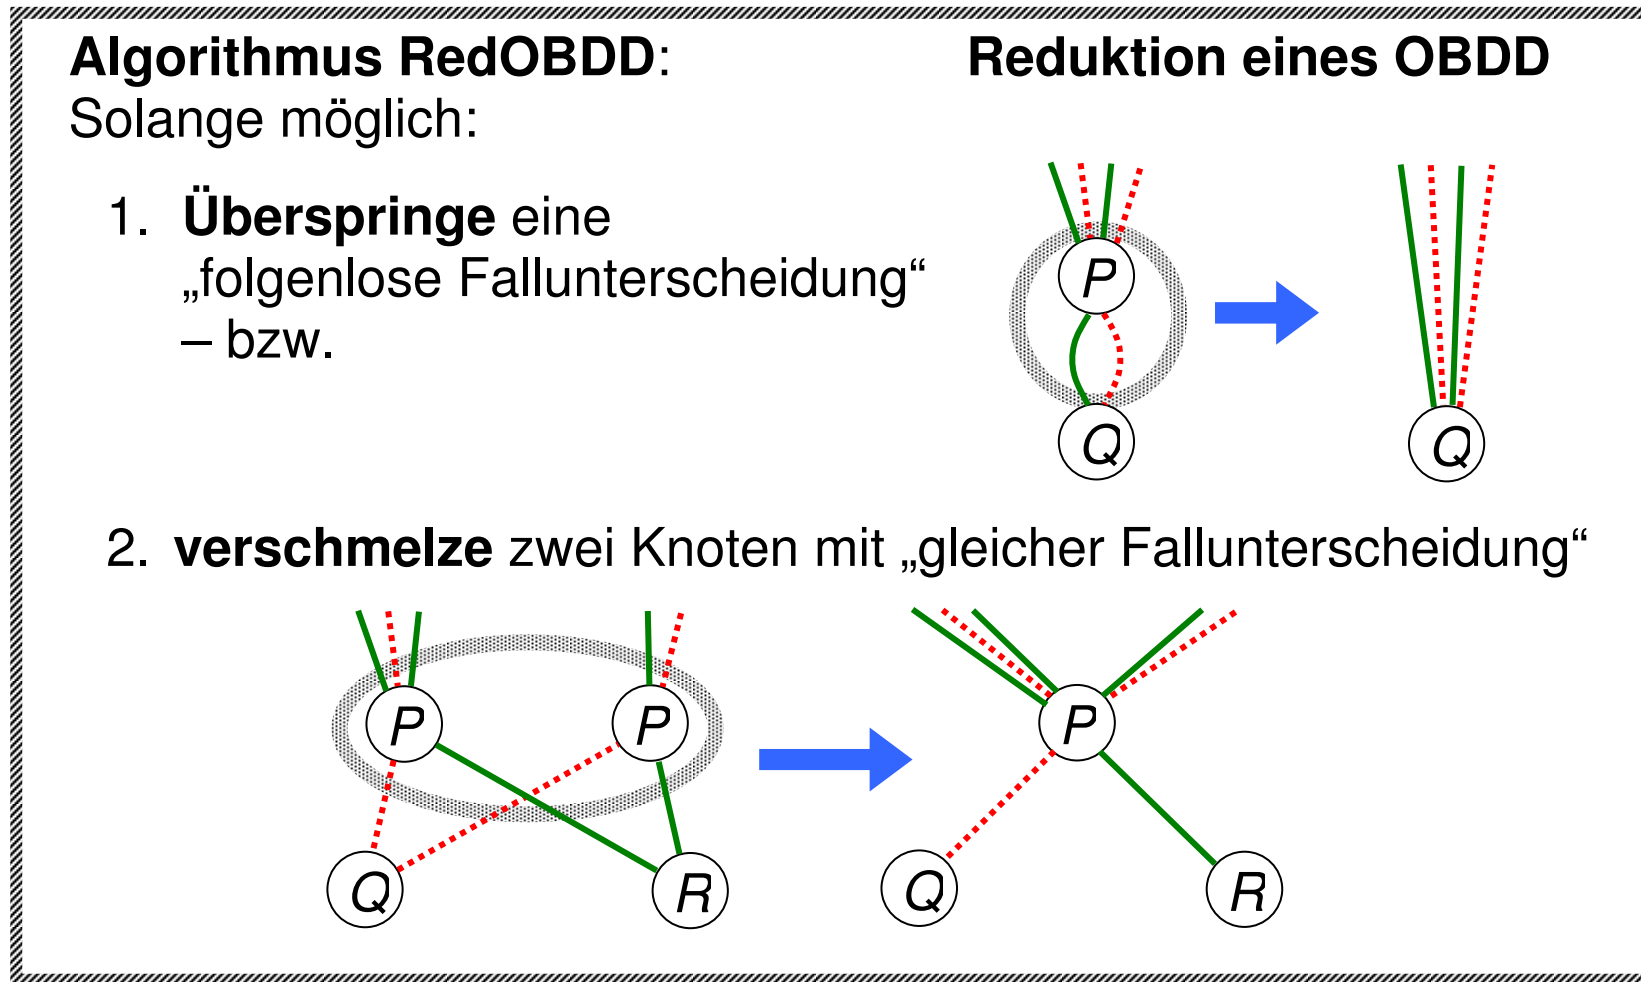 Algorithmus RedOBDD:
Reduktion eines OBDD
Solange möglich:
1. Überspringe eine
„folgenlose Fallunterscheidung“
– bzw.
P
Q
Q
2. verschmelze zwei Knoten mit „gleicher Fallunterscheidung“
P
P
P
Q
R
Q
R